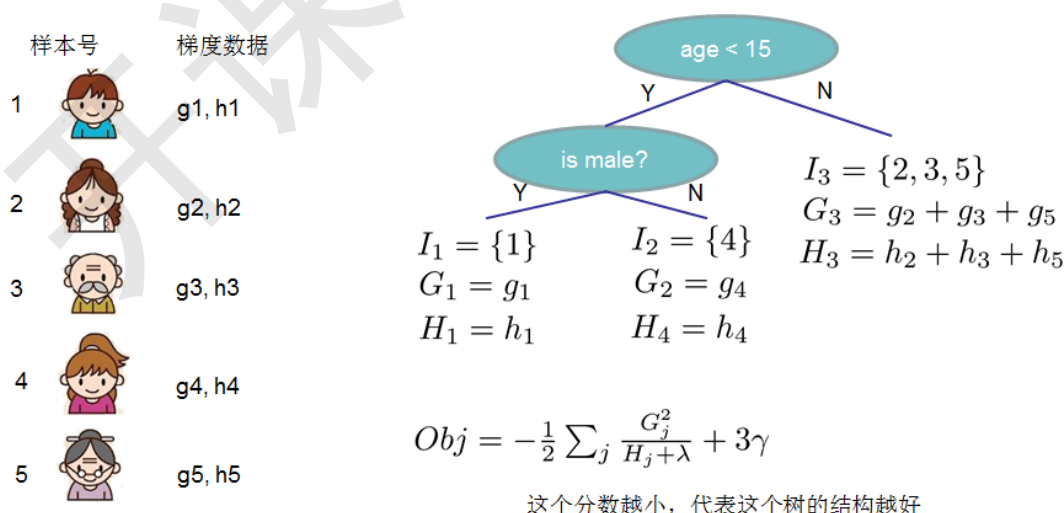 样本号 梯度数据
1 g1, h1
2 g2, h2
3 g3, h3
4 g4, h4
5 g5, h5
age < 15
Y N
is male?
Y N
I₁ = {1}
G₁ = g₁
H₁ = h₁
I₂ = {4}
G₂ = g₄
H₄ = h₄
I₃ = {2, 3, 5}
G₃ = g₂ + g₃ + g₅
H₃ = h₂ + h₃ + h₅
Obj = −½ ∑ⱼ Gⱼ²/(Hⱼ+λ) + 3γ
这个分数越小，代表这个树的结构越好
开课